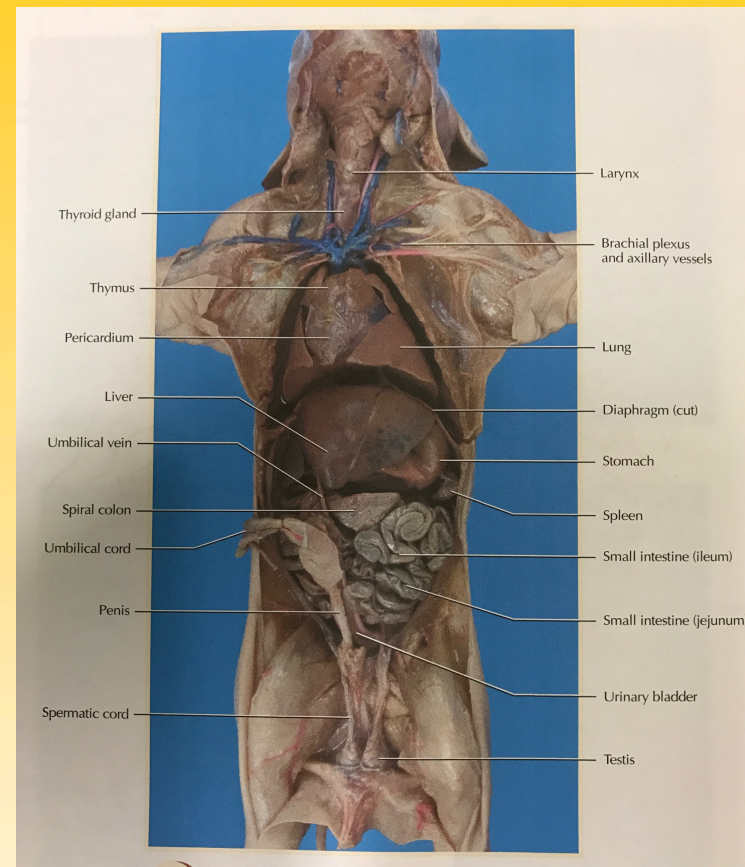 Larynx
Thyroid gland
Brachial plexus
and axillary vessels
Thymus
Pericardium
Lung
Liver
Diaphragm (cut)
Umbilical vein
Stomach
Spiral colon
Spleen
Umbilical cord
Small intestine (ileum)
Penis
Small intestine (jejunum
Urinary bladder
Spermatic cord
Testis